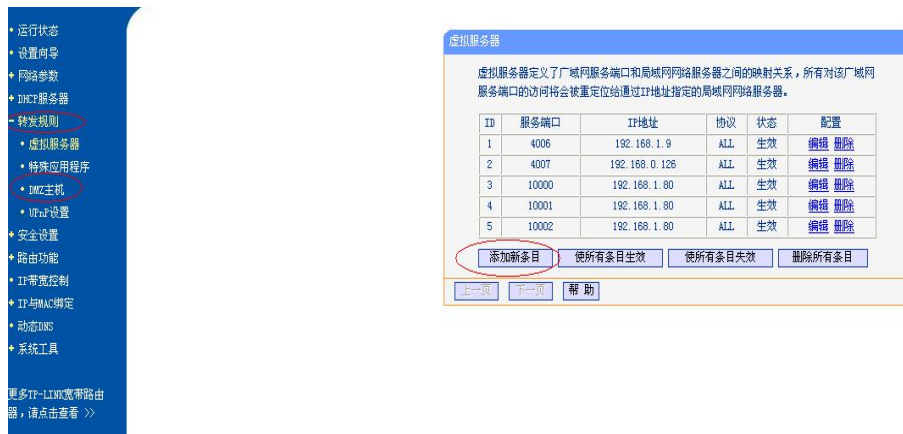 • 运行状态
• 设置向导
+ 网络参数
+ DHCP服务器
- 转发规则
• 虚拟服务器
• 特殊应用程序
• DMZ主机
• UPnP设置
+ 安全设置
+ 路由功能
• IP带宽控制
+ IP与MAC绑定
• 动态DNS
+ 系统工具
更多TP-LINK宽带路由
器，请点击查看 >>
虚拟服务器
虚拟服务器定义了广域网服务端口和局域网网络服务器之间的映射关系，所有对该广域网
服务端口的访问将会被重定位给通过IP地址指定的局域网网络服务器。
ID 服务端口 IP地址 协议 状态 配置
1 4006 192.168.1.9 ALL 生效 编辑 删除
2 4007 192.168.0.126 ALL 生效 编辑 删除
3 10000 192.168.1.80 ALL 生效 编辑 删除
4 10001 192.168.1.80 ALL 生效 编辑 删除
5 10002 192.168.1.80 ALL 生效 编辑 删除
添加新条目 使所有条目生效 使所有条目失效 删除所有条目
上一页 下一页 帮 助